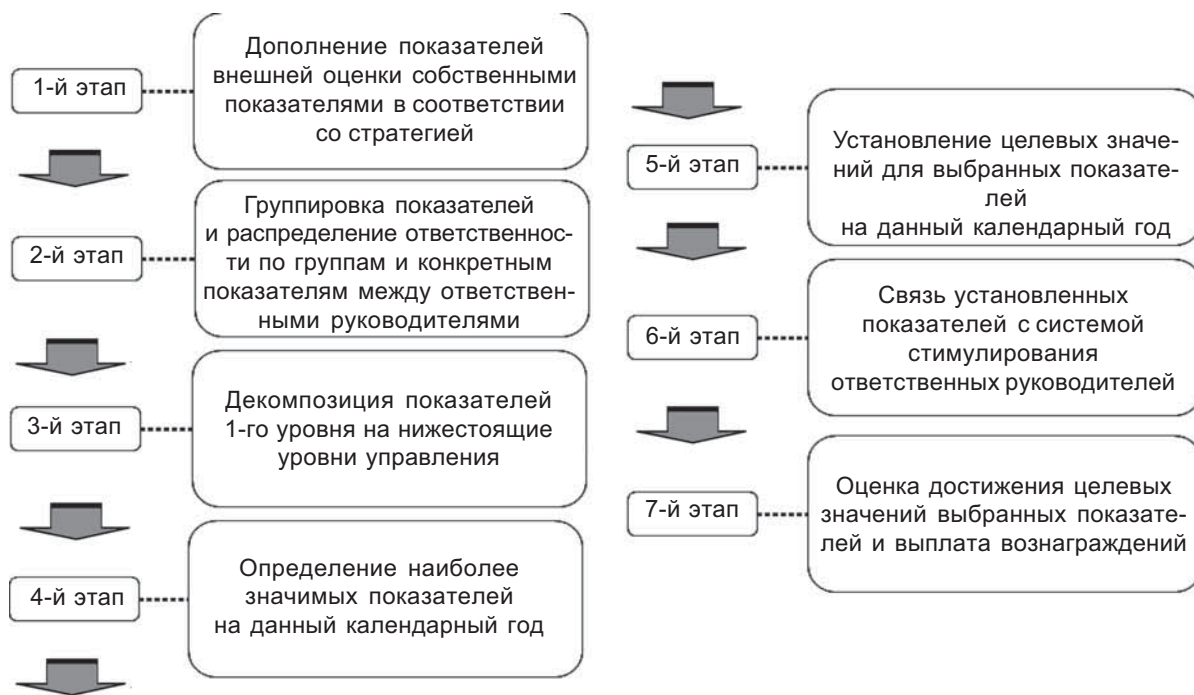 1-й этап
Дополнение показателей
внешней оценки собственными
показателями в соответствии
со стратегией
2-й этап
Группировка показателей
и распределение ответственнос-
ти по группам и конкретным
показателям между ответствен-
ными руководителями
3-й этап
Декомпозиция показателей
1-го уровня на нижестоящие
уровни управления
4-й этап
Определение наиболее
значимых показателей
на данный календарный год
5-й этап
Установление целевых значе-
ний для выбранных показате-
лей
на данный календарный год
6-й этап
Связь установленных
показателей с системой
стимулирования
ответственных руководителей
7-й этап
Оценка достижения целевых
значений выбранных показате-
лей и выплата вознаграждений